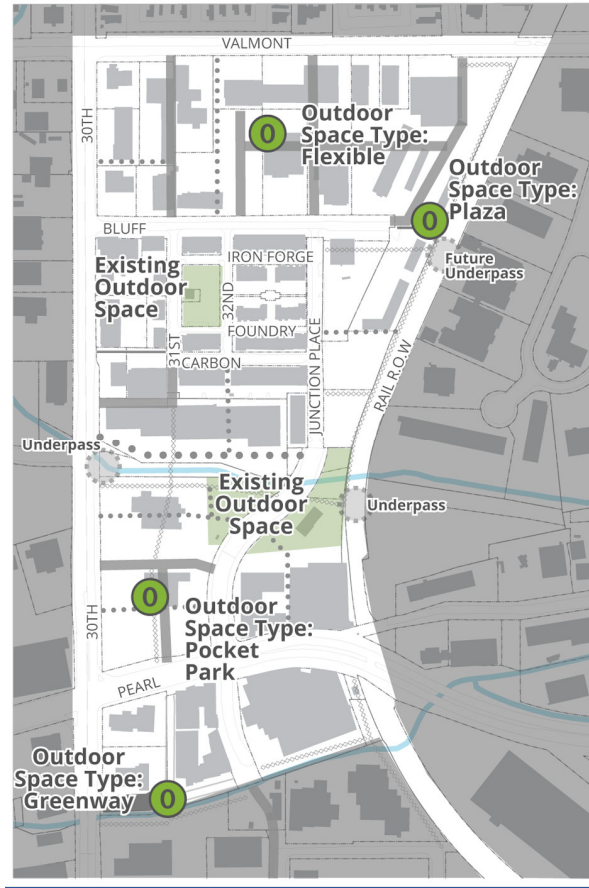 VALMONT
30TH
O
Outdoor
Space Type:
Flexible
Outdoor
Space Type:
Plaza
O
BLUFF
Future
Underpass
IRON FORGE
Existing
Outdoor
Space
32ND
FOUNDRY
31ST
CARBON
JUNCTION PLACE
RAIL R.O.W
Underpass
Existing
Outdoor
Space
Underpass
O
Outdoor
Space Type:
Pocket
Park
30TH
PEARL
Outdoor
Space Type:
Greenway
O